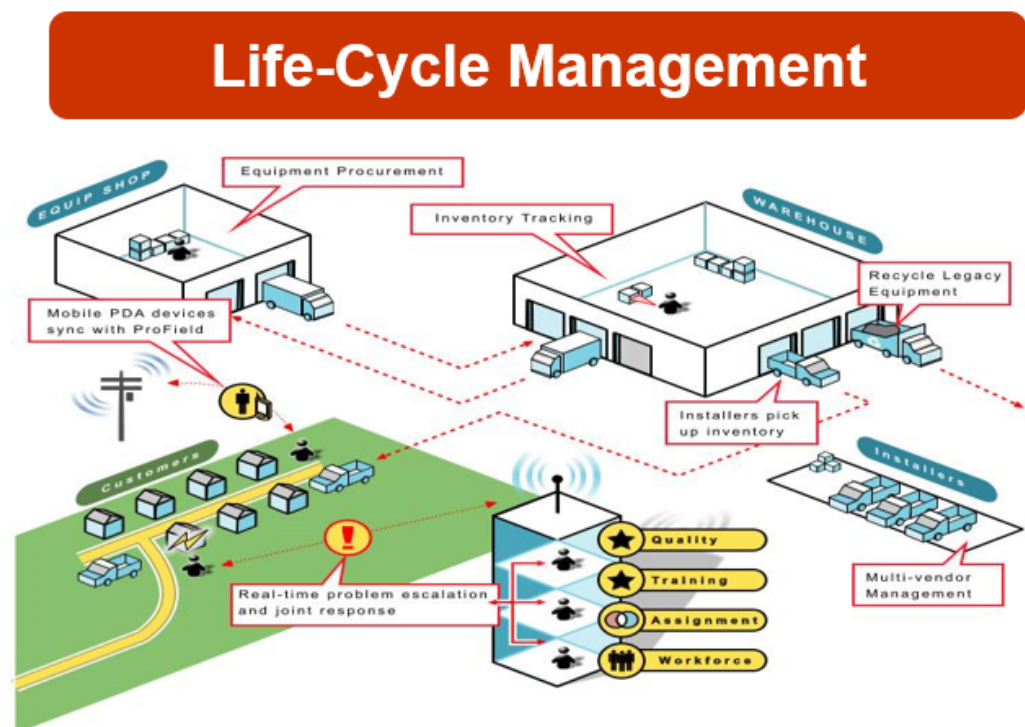 Life-Cycle Management
EQUIP SHOP
Equipment Procurement
Inventory Tracking
WAREHOUSE
Recycle Legacy
Equipment
Mobile PDA devices
sync with ProField
Installers pick
up inventory
Customers
Installers
Quality
Training
Assignment
Workforce
Real-time problem escalation
and joint response
Multi-vendor
Management